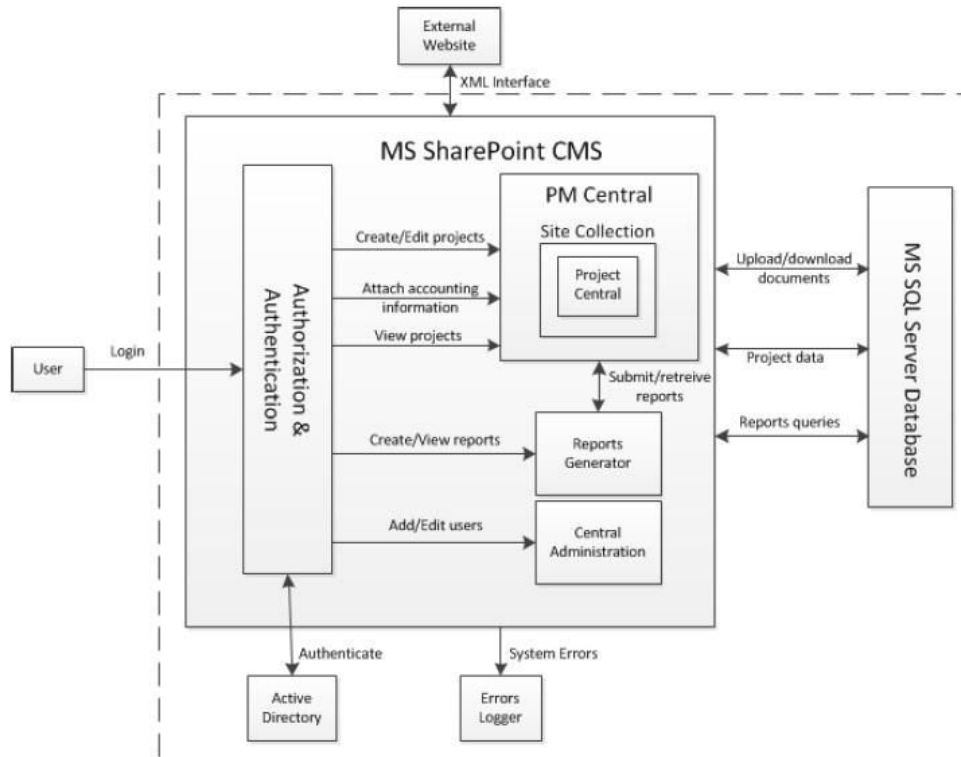 External
Website
XML Interface
MS SharePoint CMS
PM Central
Site Collection
Project
Central
Create/Edit projects
Attach accounting
information
View projects
Authorization &
Authentication
User
Login
Submit/retreive
reports
Create/View reports
Reports
Generator
Add/Edit users
Central
Administration
Upload/download
documents
Project data
Reports queries
MS SQL Server Database
Authenticate
System Errors
Active
Directory
Errors
Logger